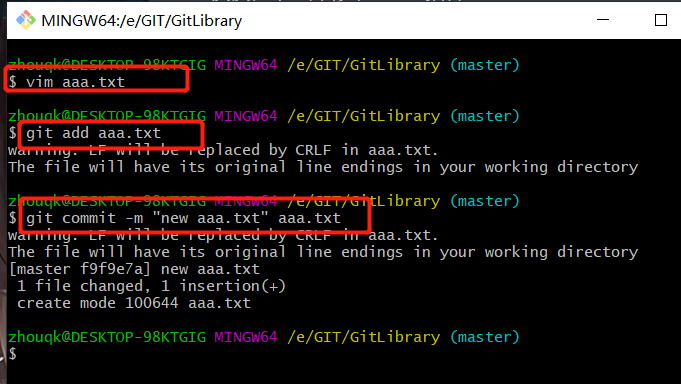 MINGW64:/e/GIT/GitLibrary
zhouqk@DESKTOP-98KTGIG MINGW64 /e/GIT/GitLibrary (master)
$ vim aaa.txt
zhouqk@DESKTOP-98KTGIG MINGW64 /e/GIT/GitLibrary (master)
$ git add aaa.txt
warning: LF will be replaced by CRLF in aaa.txt.
The file will have its original line endings in your working directory
zhouqk@DESKTOP-98KTGIG MINGW64 /e/GIT/GitLibrary (master)
$ git commit -m "new aaa.txt" aaa.txt
warning: LF will be replaced by CRLF in aaa.txt.
The file will have its original line endings in your working directory
[master f9f9e7a] new aaa.txt
 1 file changed, 1 insertion(+)
 create mode 100644 aaa.txt
zhouqk@DESKTOP-98KTGIG MINGW64 /e/GIT/GitLibrary (master)
$